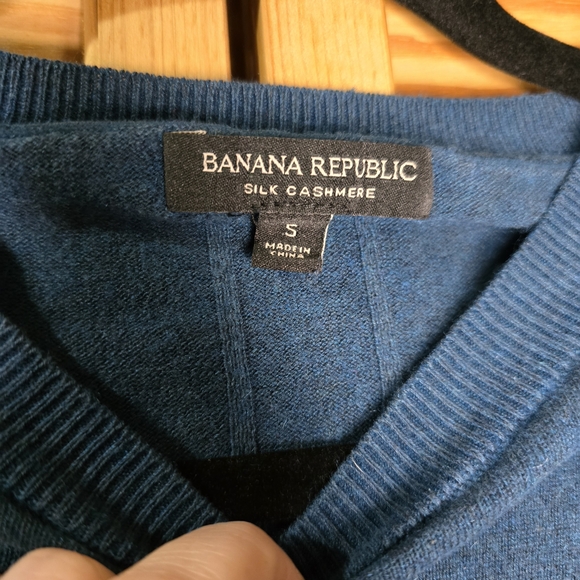 BANANA REPUBLIC
SILK CASHMERE
S
MADE IN
CHINA